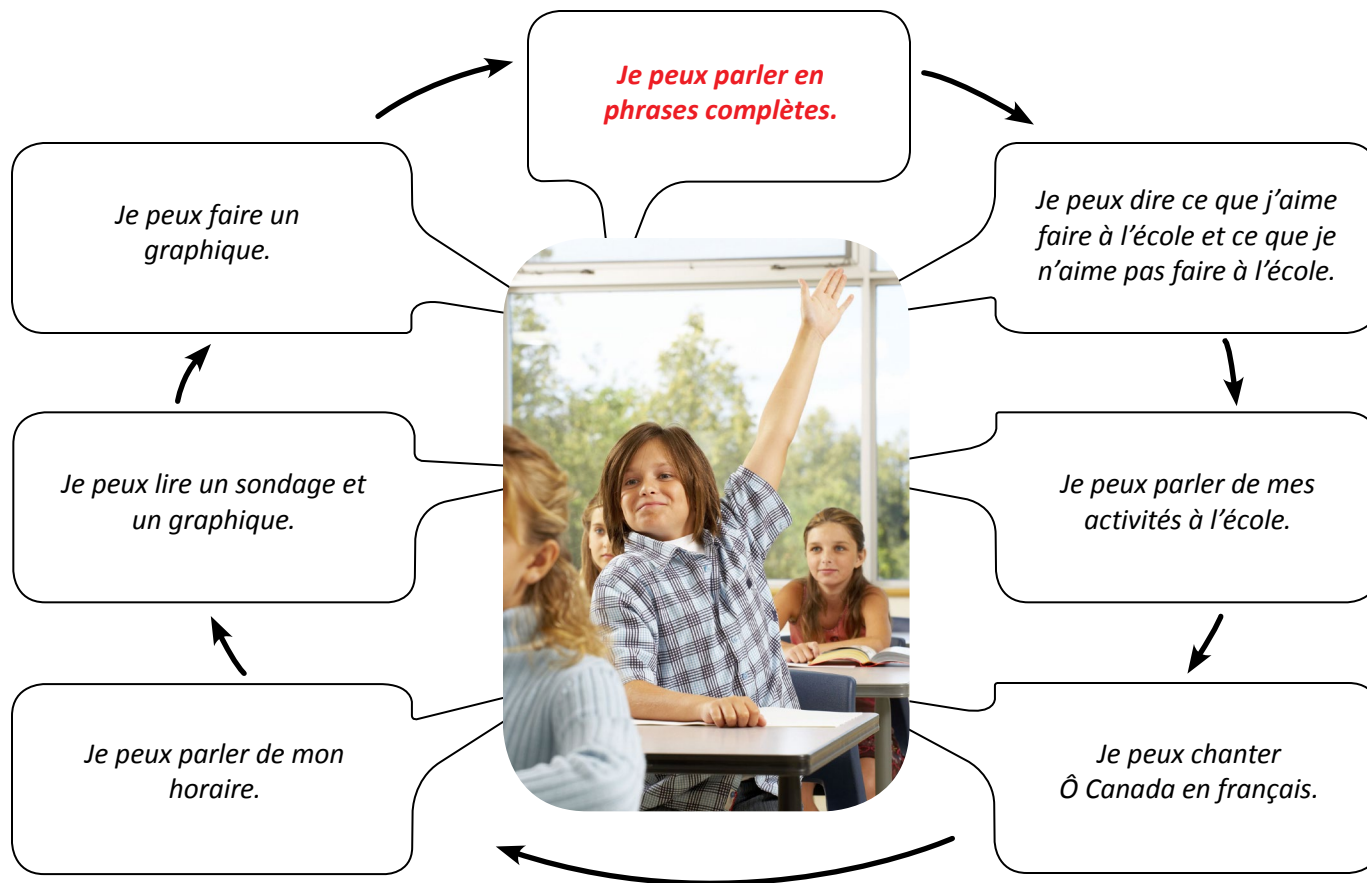 Je peux parler en
phrases complètes.
Je peux dire ce que j’aime
faire à l’école et ce que je
n’aime pas faire à l’école.
Je peux parler de mes
activités à l’école.
Je peux chanter
Ô Canada en français.
Je peux parler de mon
horaire.
Je peux lire un sondage et
un graphique.
Je peux faire un
graphique.